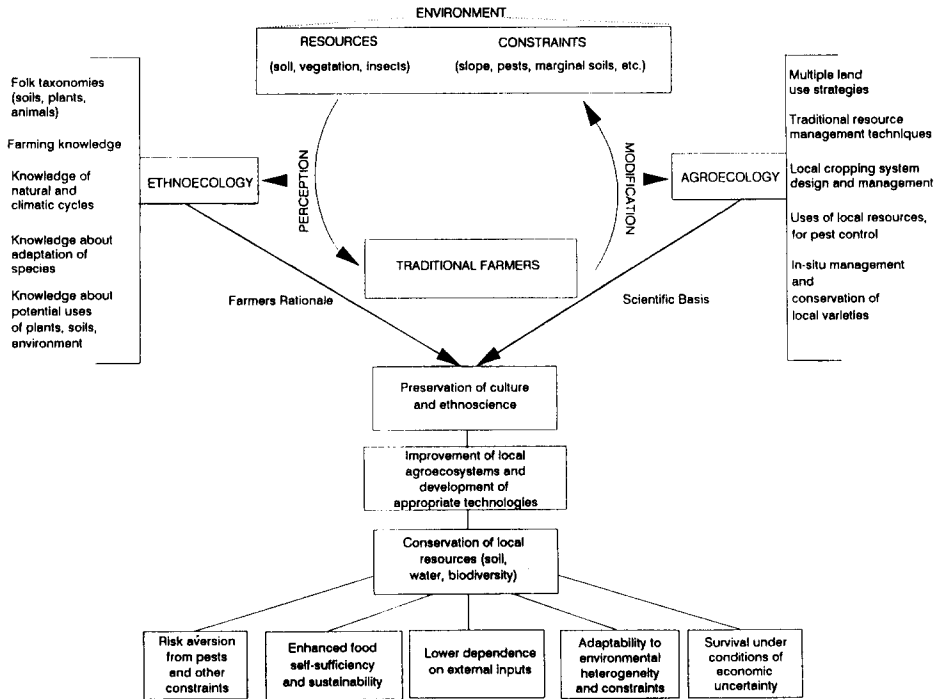 ENVIRONMENT
RESOURCES
(soil, vegetation, insects)
CONSTRAINTS
(slope, pests, marginal soils, etc.)
Folk taxonomies
(soils, plants,
animals)
Farming knowledge
Knowledge of
natural and
climatic cycles
Knowledge about
adaptation of
species
Knowledge about
potential uses
of plants, soils,
environment
ETHNOECOLOGY
PERCEPTION
MODIFICATION
AGROECOLOGY
Multiple land
use strategies
Traditional resource
management techniques
Local cropping system
design and management
Uses of local resources,
for pest control
In-situ management
and
conservation of
local varieties
TRADITIONAL FARMERS
Farmers Rationale
Scientific Basis
Preservation of culture
and ethnoscience
Improvement of local
agroecosystems and
development of
appropriate technologies
Conservation of local
resources (soil,
water, biodiversity)
Risk aversion
from pests
and other
constraints
Enhanced food
self-sufficiency
and sustainability
Lower dependence
on external inputs
Adaptability to
environmental
heterogeneity
and constraints
Survival under
conditions of
economic
uncertainty